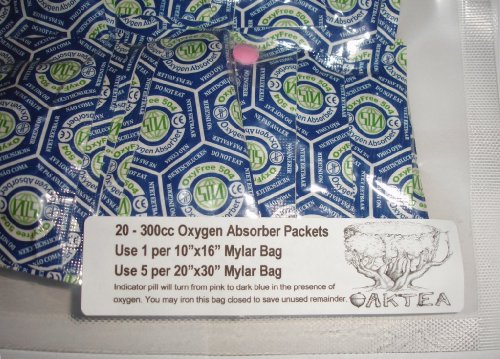 OxyFree 504
Oxygen Absorber
DO NOT EAT
20 - 300cc Oxygen Absorber Packets
Use 1 per 10"x16" Mylar Bag
Use 5 per 20"x30" Mylar Bag
Indicator pill will turn from pink to dark blue in the presence of
oxygen. You may iron this bag closed to save unused remainder.
OAKTEA